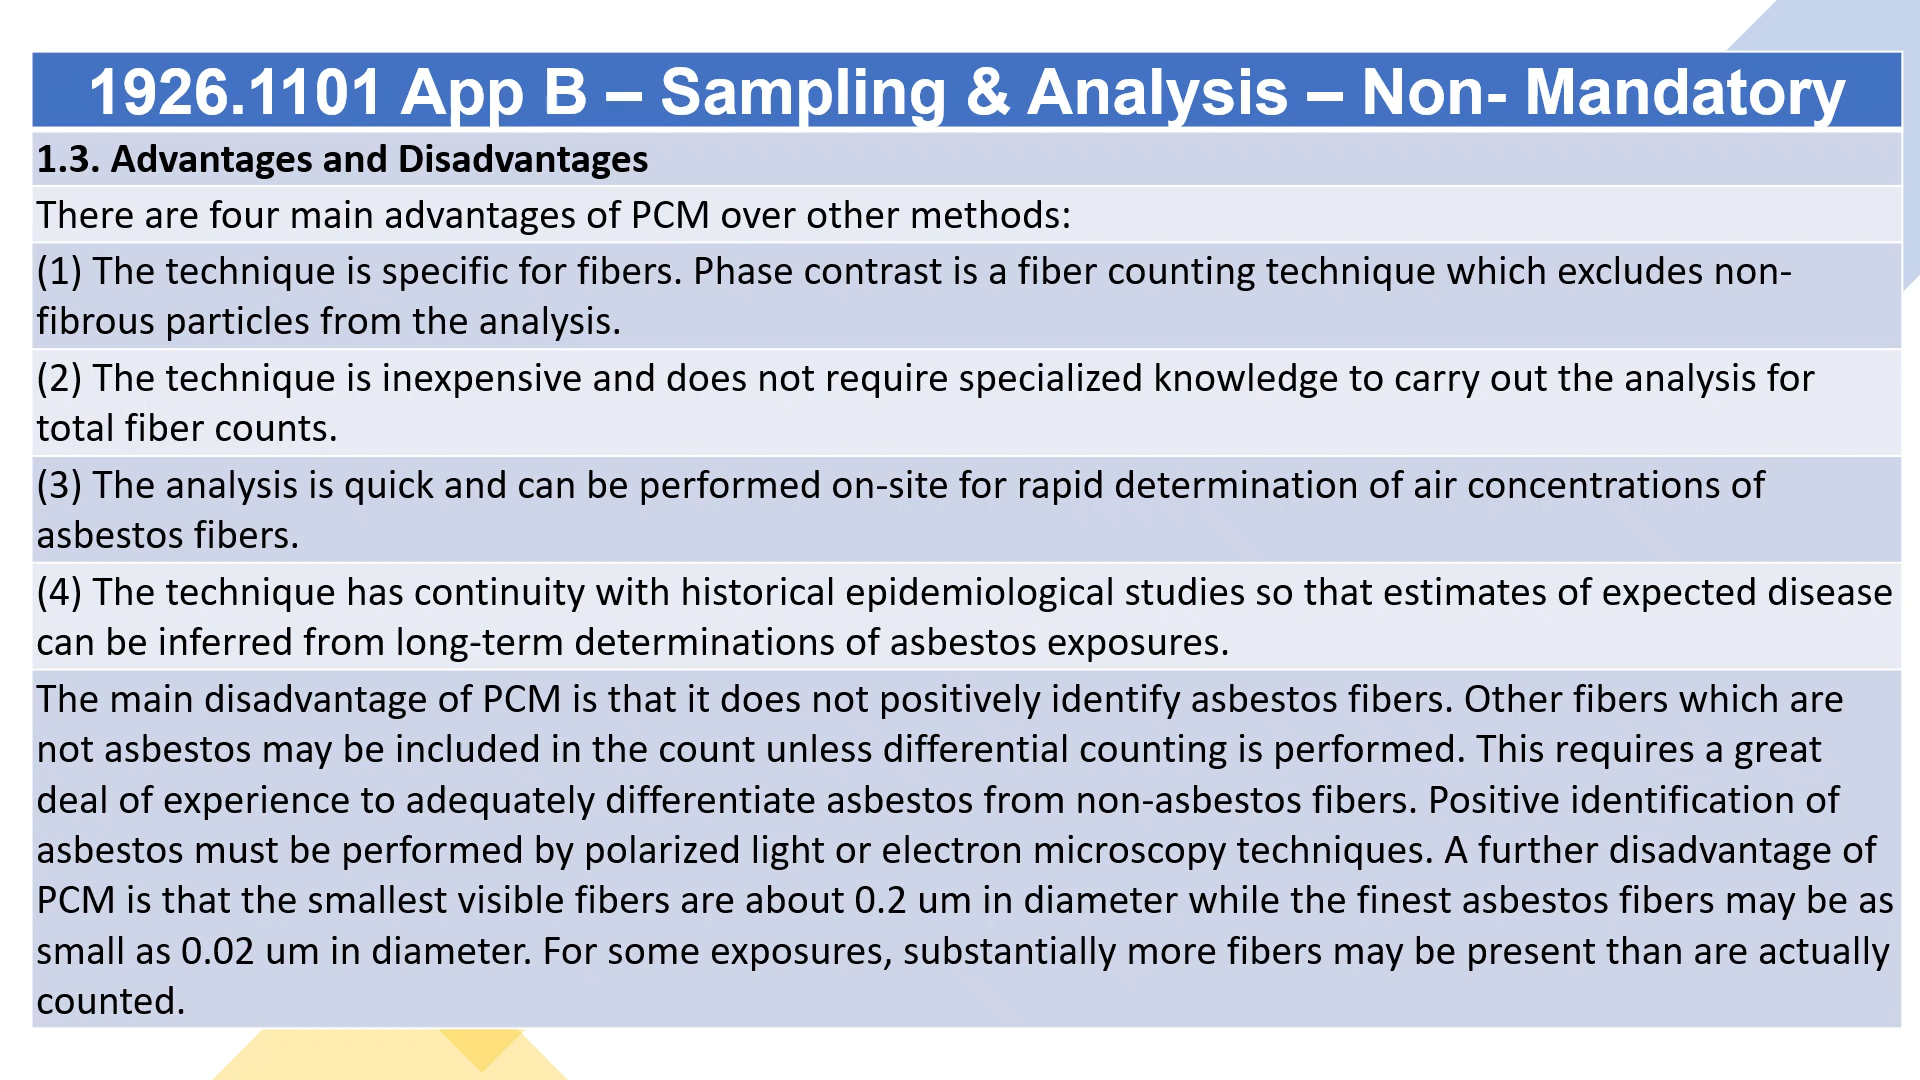 1926.1101 App B – Sampling & Analysis – Non- Mandatory
1.3. Advantages and Disadvantages
There are four main advantages of PCM over other methods:
(1) The technique is specific for fibers. Phase contrast is a fiber counting technique which excludes non-
fibrous particles from the analysis.
(2) The technique is inexpensive and does not require specialized knowledge to carry out the analysis for
total fiber counts.
(3) The analysis is quick and can be performed on-site for rapid determination of air concentrations of
asbestos fibers.
(4) The technique has continuity with historical epidemiological studies so that estimates of expected disease
can be inferred from long-term determinations of asbestos exposures.
The main disadvantage of PCM is that it does not positively identify asbestos fibers. Other fibers which are
not asbestos may be included in the count unless differential counting is performed. This requires a great
deal of experience to adequately differentiate asbestos from non-asbestos fibers. Positive identification of
asbestos must be performed by polarized light or electron microscopy techniques. A further disadvantage of
PCM is that the smallest visible fibers are about 0.2 um in diameter while the finest asbestos fibers may be as
small as 0.02 um in diameter. For some exposures, substantially more fibers may be present than are actually
counted.